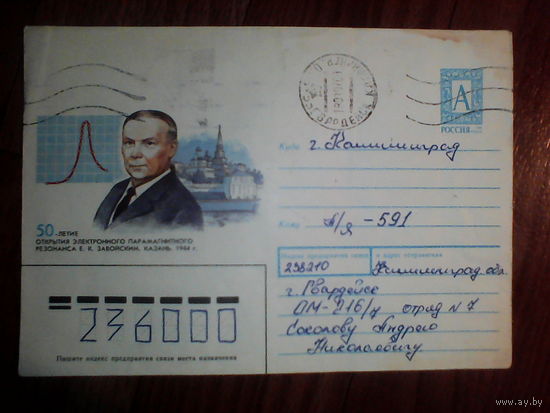 А
РОССИЯ
Куда
г. Калининград
Кому
а/я - 591
50-ЛЕТИЕ
ОТКРЫТИЯ ЭЛЕКТРОННОГО ПАРАМАГНИТНОГО
РЕЗОНАНСА Е. К. ЗАВОЙСКИМ. КАЗАНЬ. 1944 г.
Индекс предприятия связи и адрес отправителя
238210 Калининград. обл.
г. Гвардейск
ОМ-216/7 отряд N 7
Соколову Андрею
Николаевичу
236000
Пишите индекс предприятия связи места назначения
www.ay.by